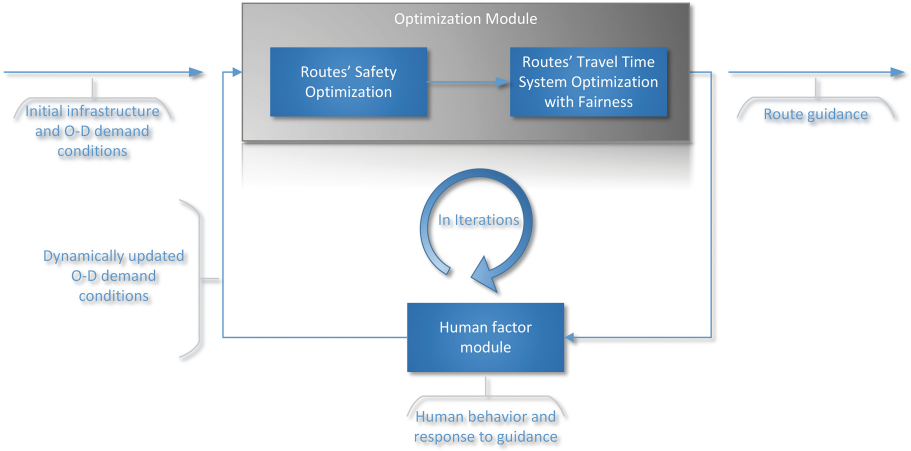 Optimization Module
Routes' Safety
Optimization
Routes' Travel Time
System Optimization
with Fairness
Initial infrastructure
and O-D demand
conditions
Route guidance
In Iterations
Dynamically updated
O-D demand
conditions
Human factor
module
Human behavior and
response to guidance